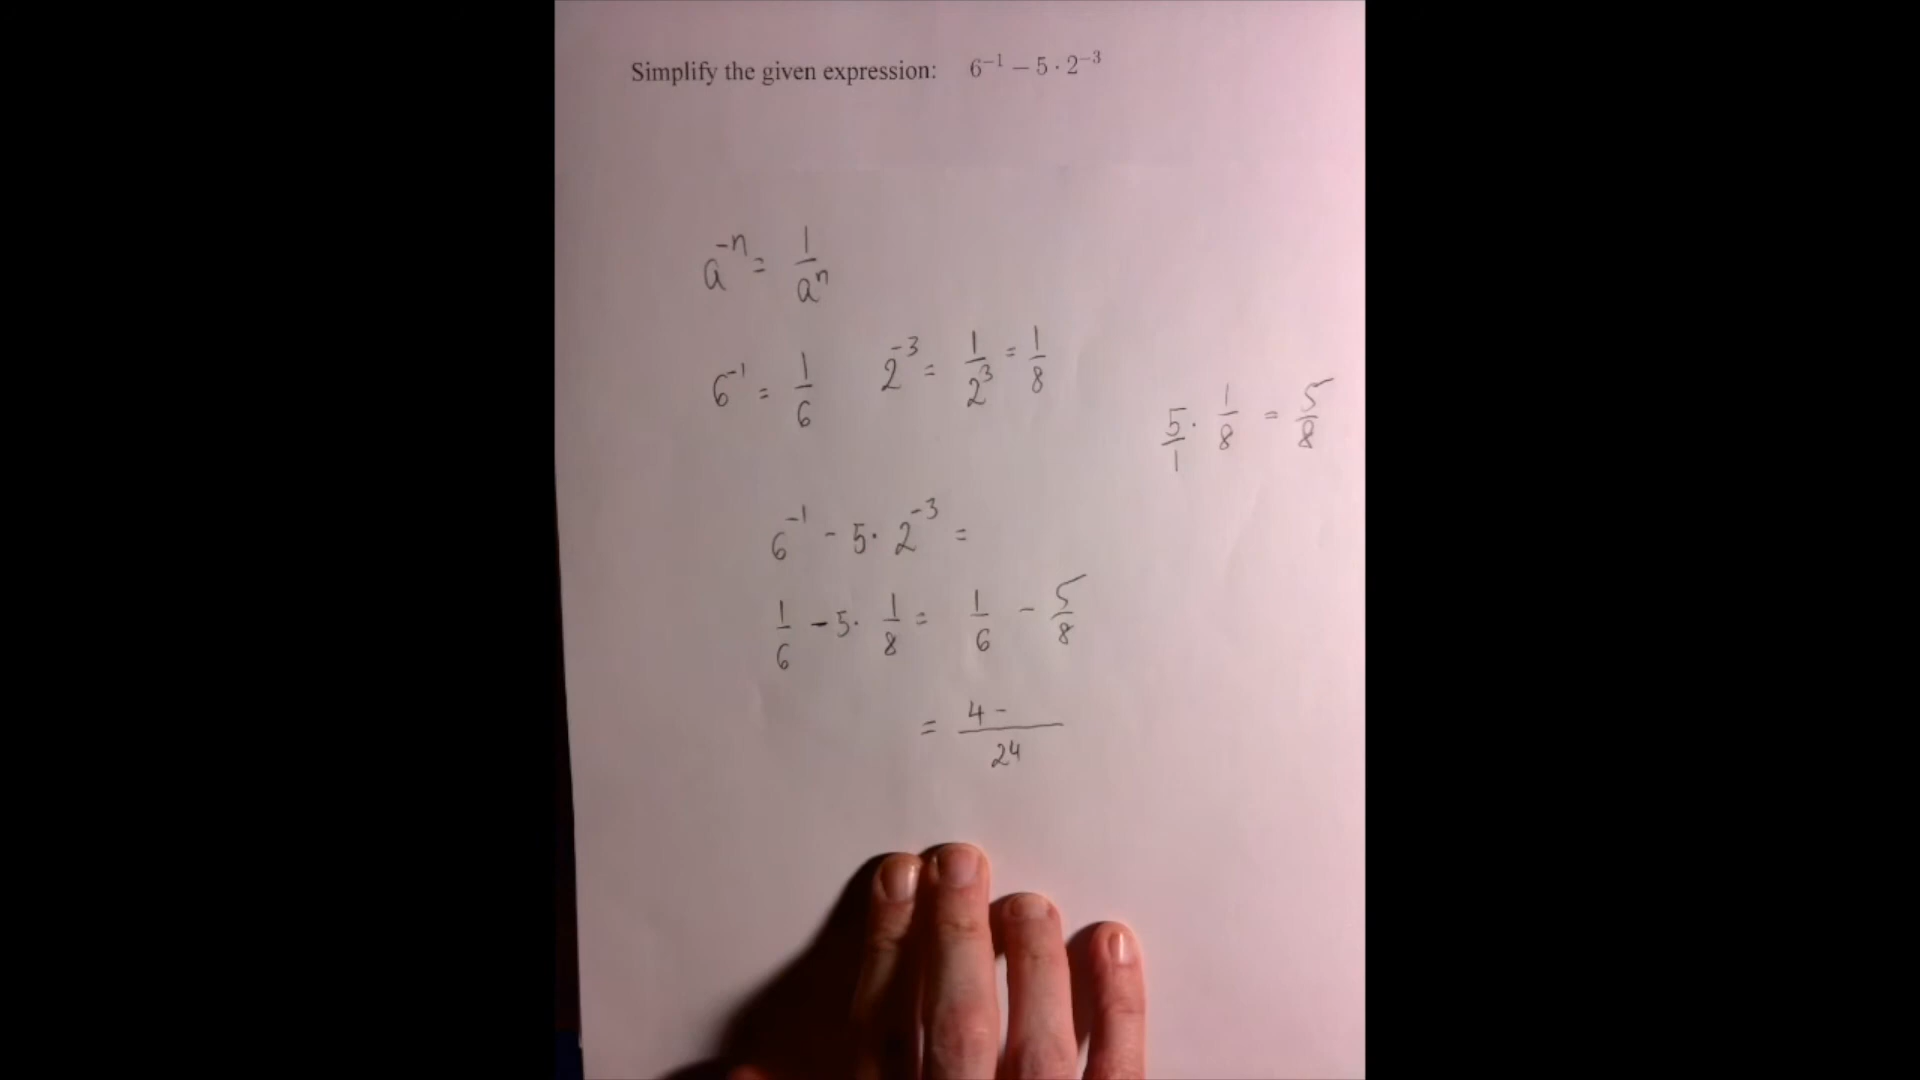 Simplify the given expression: 6⁻¹ − 5 · 2⁻³
a⁻ⁿ = 1/aⁿ
6⁻¹ = 1/6 2⁻³ = 1/2³ = 1/8
5/1 · 1/8 = 5/8
6⁻¹ − 5 · 2⁻³ =
1/6 − 5 · 1/8 = 1/6 − 5/8
= 4 −/24